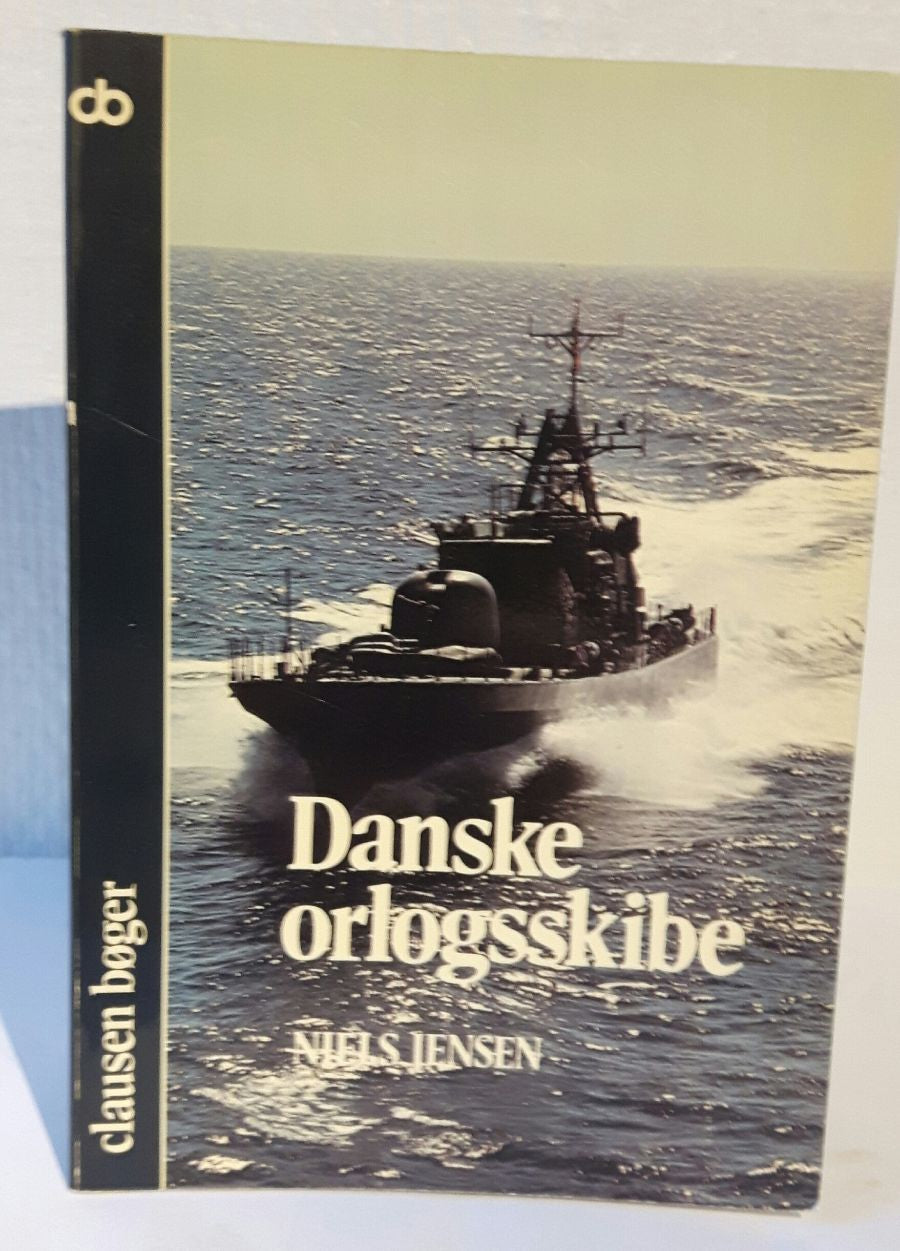 cb
clausen bøger
Danske
orlogsskibe
NIELS JENSEN